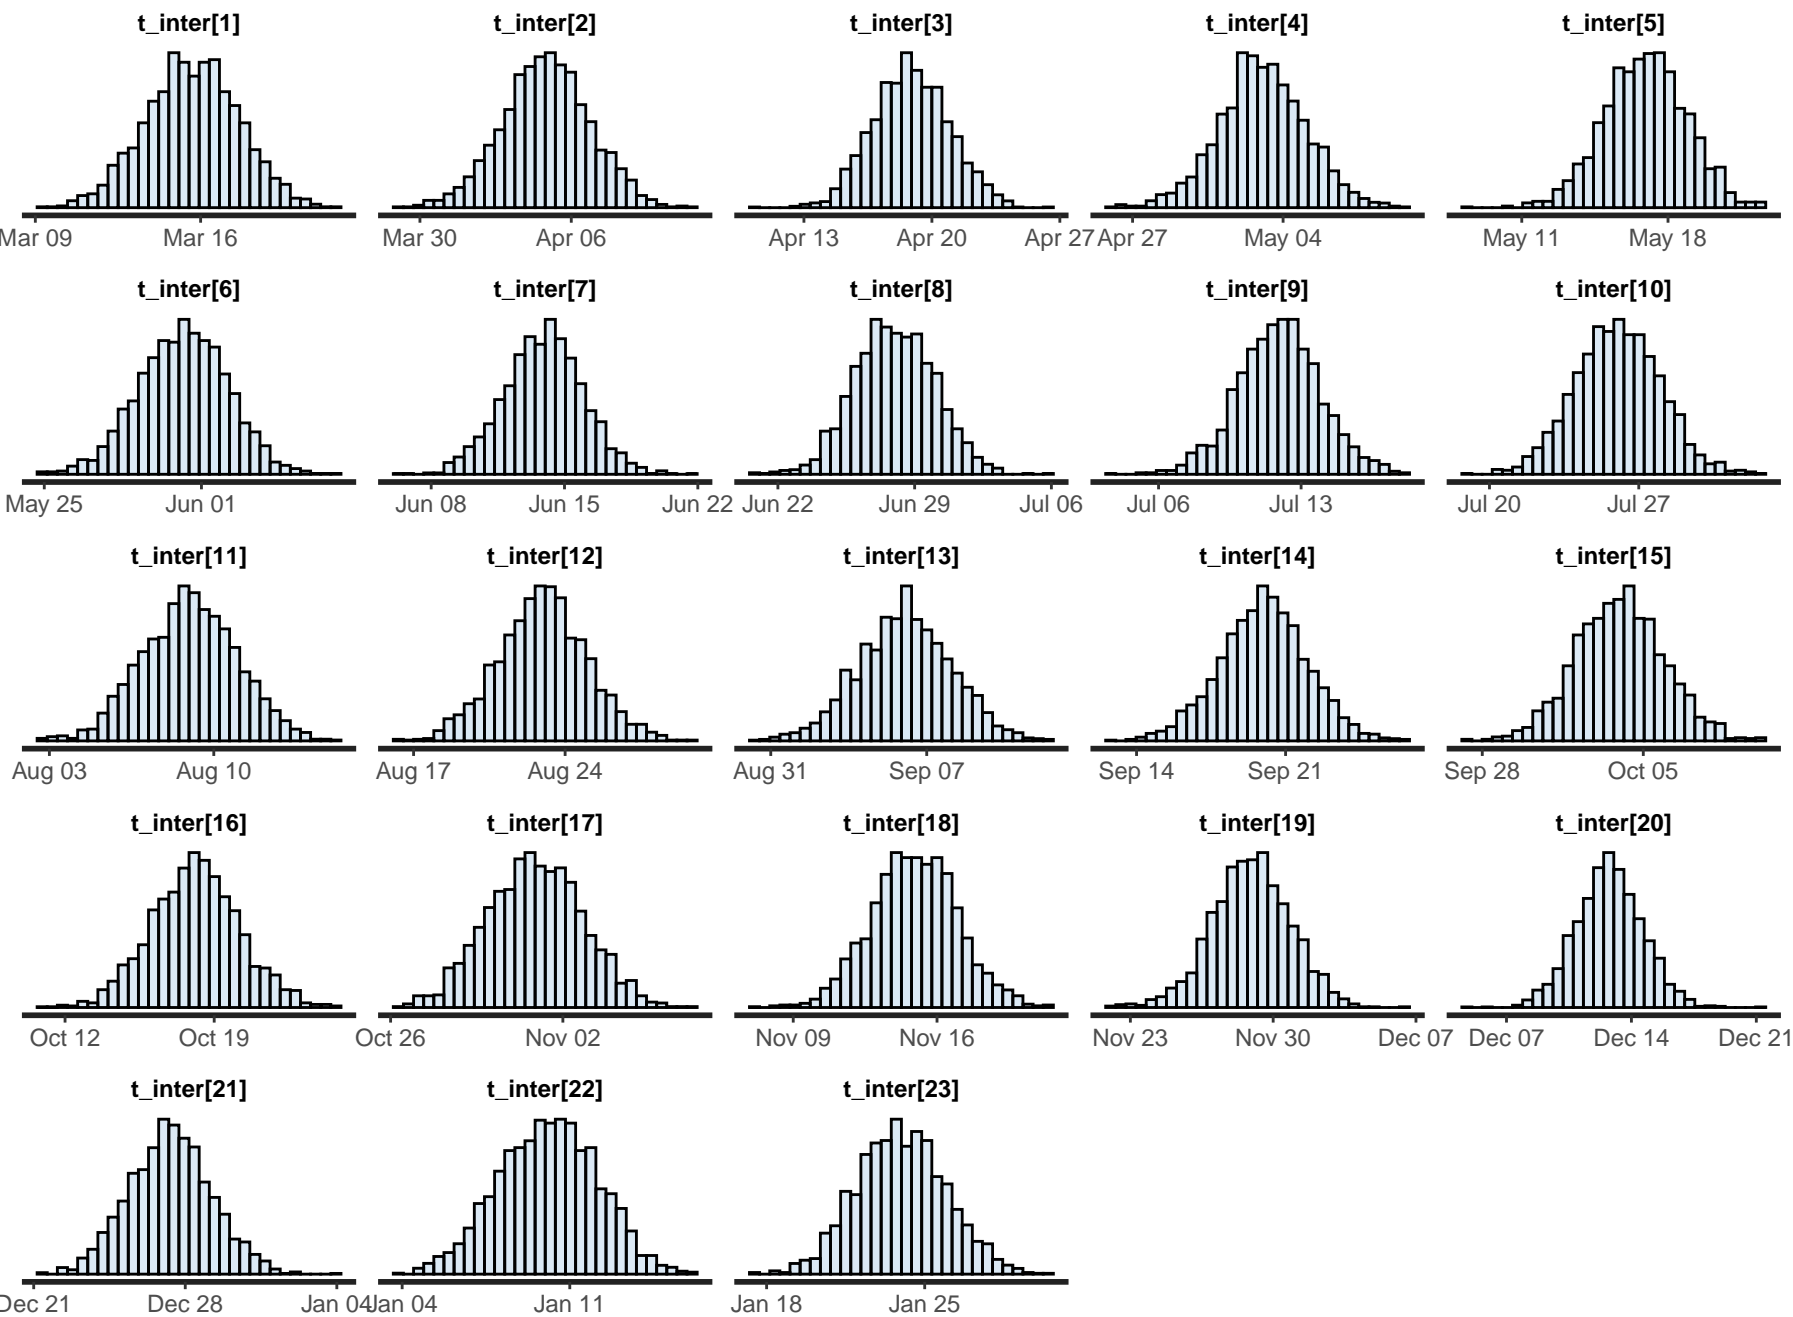 t_inter[1] t_inter[2] t_inter[3] t_inter[4] t_inter[5]
Mar 09 Mar 16 Mar 30 Apr 06 Apr 13 Apr 20 Apr 27 Apr 27 May 04 May 11 May 18
t_inter[6] t_inter[7] t_inter[8] t_inter[9] t_inter[10]
May 25 Jun 01 Jun 08 Jun 15 Jun 22 Jun 22 Jun 29 Jul 06 Jul 06 Jul 13 Jul 20 Jul 27
t_inter[11] t_inter[12] t_inter[13] t_inter[14] t_inter[15]
Aug 03 Aug 10 Aug 17 Aug 24 Aug 31 Sep 07 Sep 14 Sep 21 Sep 28 Oct 05
t_inter[16] t_inter[17] t_inter[18] t_inter[19] t_inter[20]
Oct 12 Oct 19 Oct 26 Nov 02 Nov 09 Nov 16 Nov 23 Nov 30 Dec 07 Dec 07 Dec 14 Dec 21
t_inter[21] t_inter[22] t_inter[23]
Dec 21 Dec 28 Jan 04 Jan 04 Jan 11 Jan 18 Jan 25